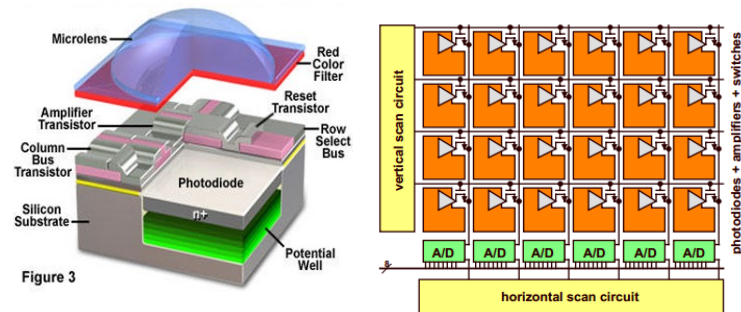 Microlens
Red
Color
Filter
Reset
Transistor
Amplifier
Transistor
Row
Select
Bus
Column
Bus
Transistor
Photodiode
n+
Silicon
Substrate
Potential
Well
Figure 3
vertical scan circuit
photodiodes + amplifiers + switches
A/D A/D A/D A/D A/D A/D
horizontal scan circuit